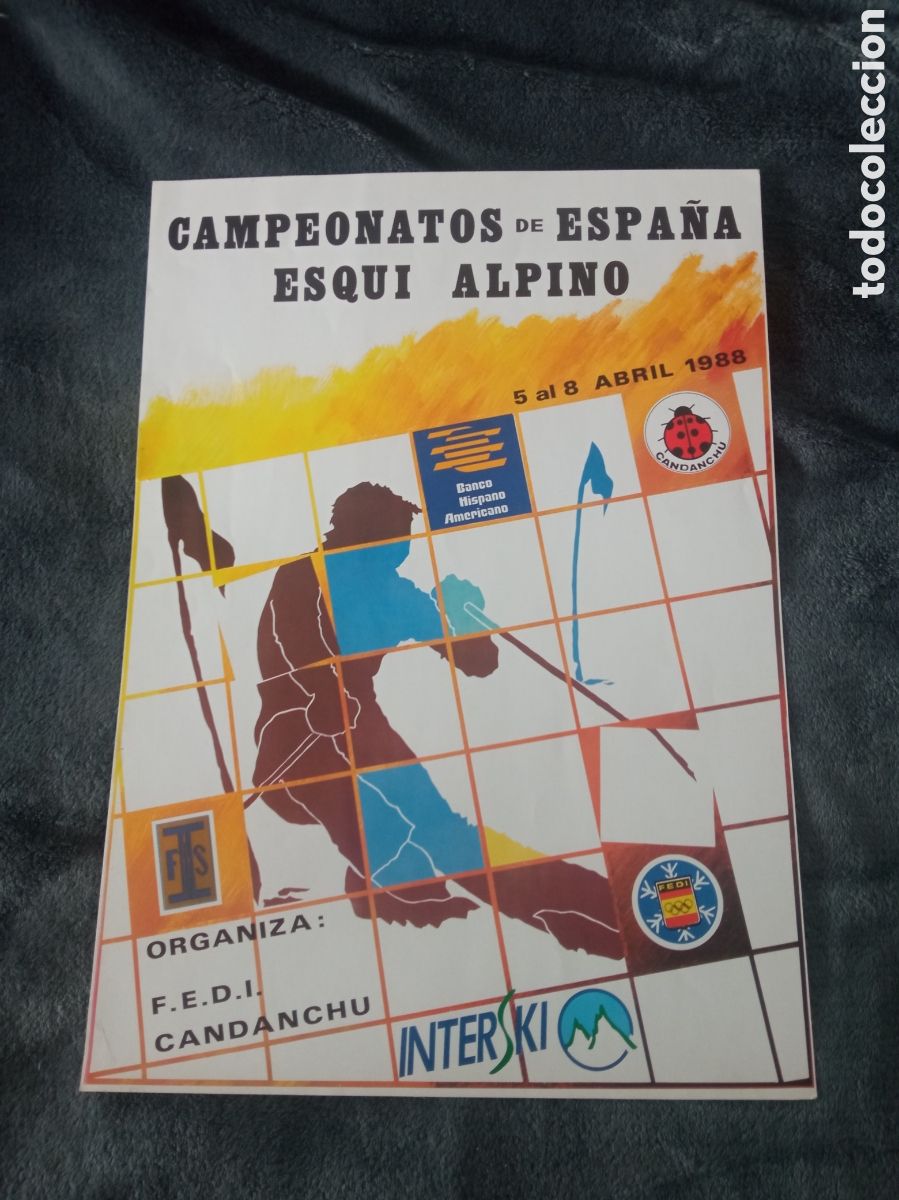 CAMPEONATOS DE ESPAÑA
ESQUI ALPINO
5 al 8 ABRIL 1988
Banco
Hispano
Americano
CANDANCHU
FIS
FEDI
ORGANIZA:
F.E.D.I.
CANDANCHU
INTERSKI
todocoleccion